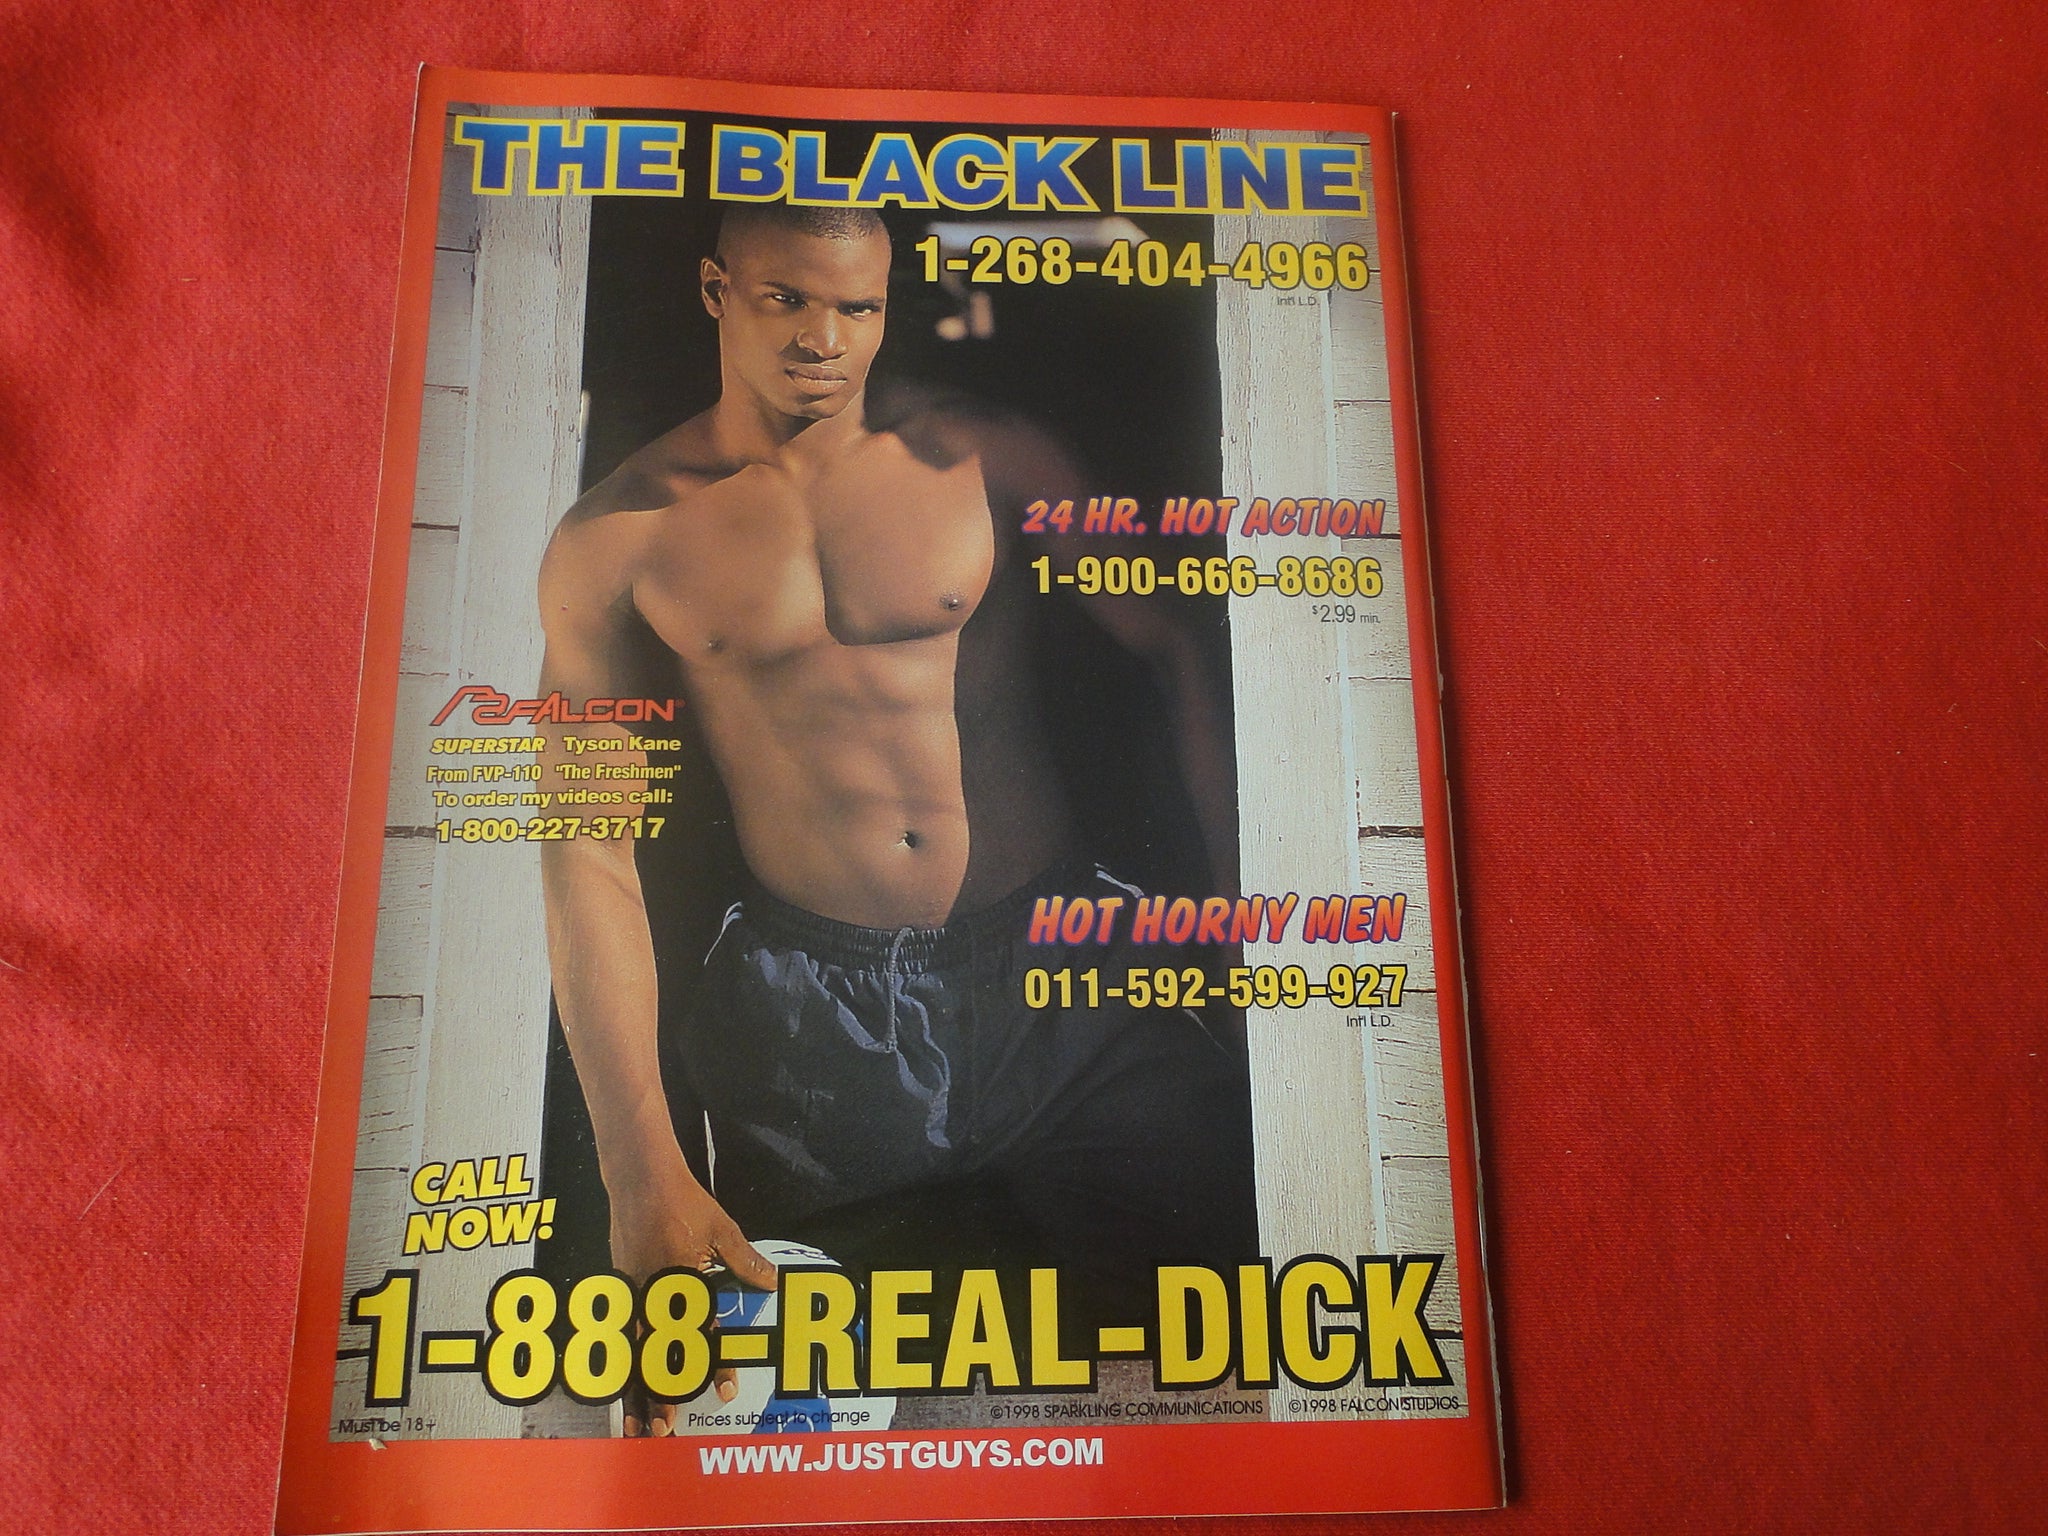 THE BLACK LINE
1-268-404-4966
Int'l L.D.
24 HR. HOT ACTION
1-900-666-8686
$2.99 min.
FALCON®
SUPERSTAR Tyson Kane
From FVP-110 "The Freshmen"
To order my videos call:
1-800-227-3717
HOT HORNY MEN
011-592-599-927
Int'l L.D.
CALL
NOW!
1-888-REAL-DICK
Must be 18+
Prices subject to change
©1998 SPARKLING COMMUNICATIONS
©1998 FALCON STUDIOS
WWW.JUSTGUYS.COM